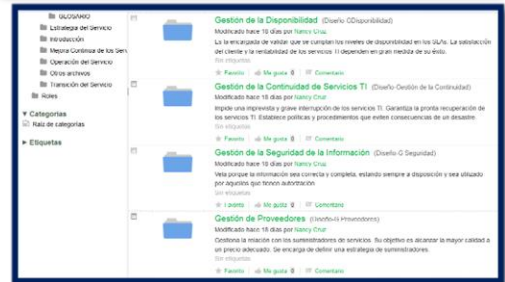 GLOSARIO
Estrategia del Servicio
Introducción
Mejora Continua de los Serv
Operación del Servicio
Otros archivos
Transición del Servicio
Roles
Categorías
Raíz de categorías
Etiquetas
Gestión de la Disponibilidad (Diseño GDisponibilidad)
Modificado hace 18 días por Nancy Cruz
Es la encargada de validar que se cumplan los niveles de disponibilidad en los SLAs. La satisfacción
del cliente y la rentabilidad de los servicios TI dependen en gran medida de su éxito.
Sin etiquetas
Favorito Me gusta 0 Comentario
Gestión de la Continuidad de Servicios TI (Diseño Gestión de la Continuidad)
Modificado hace 18 días por Nancy Cruz
Impide una imprevista y grave interrupción de los servicios TI. Garantiza la pronta recuperación de
los servicios TI. Establece políticas y procedimientos que eviten consecuencias de un desastre.
Sin etiquetas
Favorito Me gusta 0 Comentario
Gestión de la Seguridad de la Información (Diseño-G Seguridad)
Modificado hace 18 días por Nancy Cruz
Vela porque la información sea correcta y completa, estando siempre a disposición y sea utilizado
por aquellos que tienen autorización.
Sin etiquetas
Favorito Me gusta 0 Comentario
Gestión de Proveedores (Diseño-G Proveedores)
Modificado hace 18 días por Nancy Cruz
Gestiona la relación con los suministradores de servicios. Su objetivo es alcanzar la mayor calidad a
un precio adecuado. Se encarga de definir una estrategia de suministradores.
Sin etiquetas
Favorito Me gusta 0 Comentario